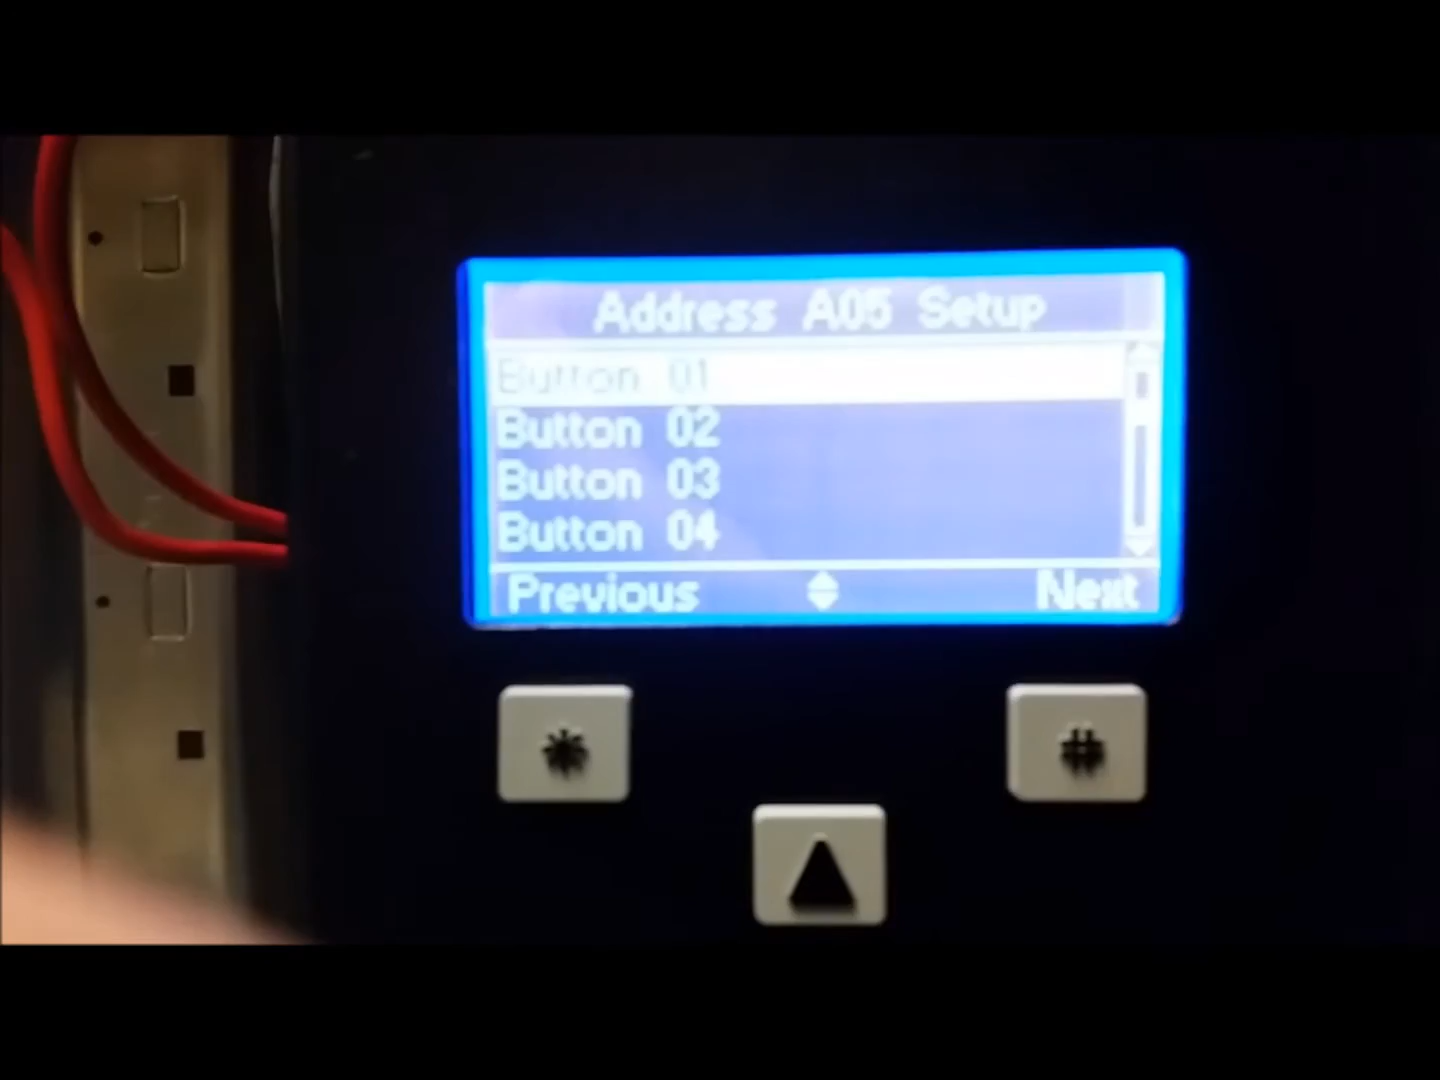 Address A05 Setup
Button 01
Button 02
Button 03
Button 04
Previous Next
* #